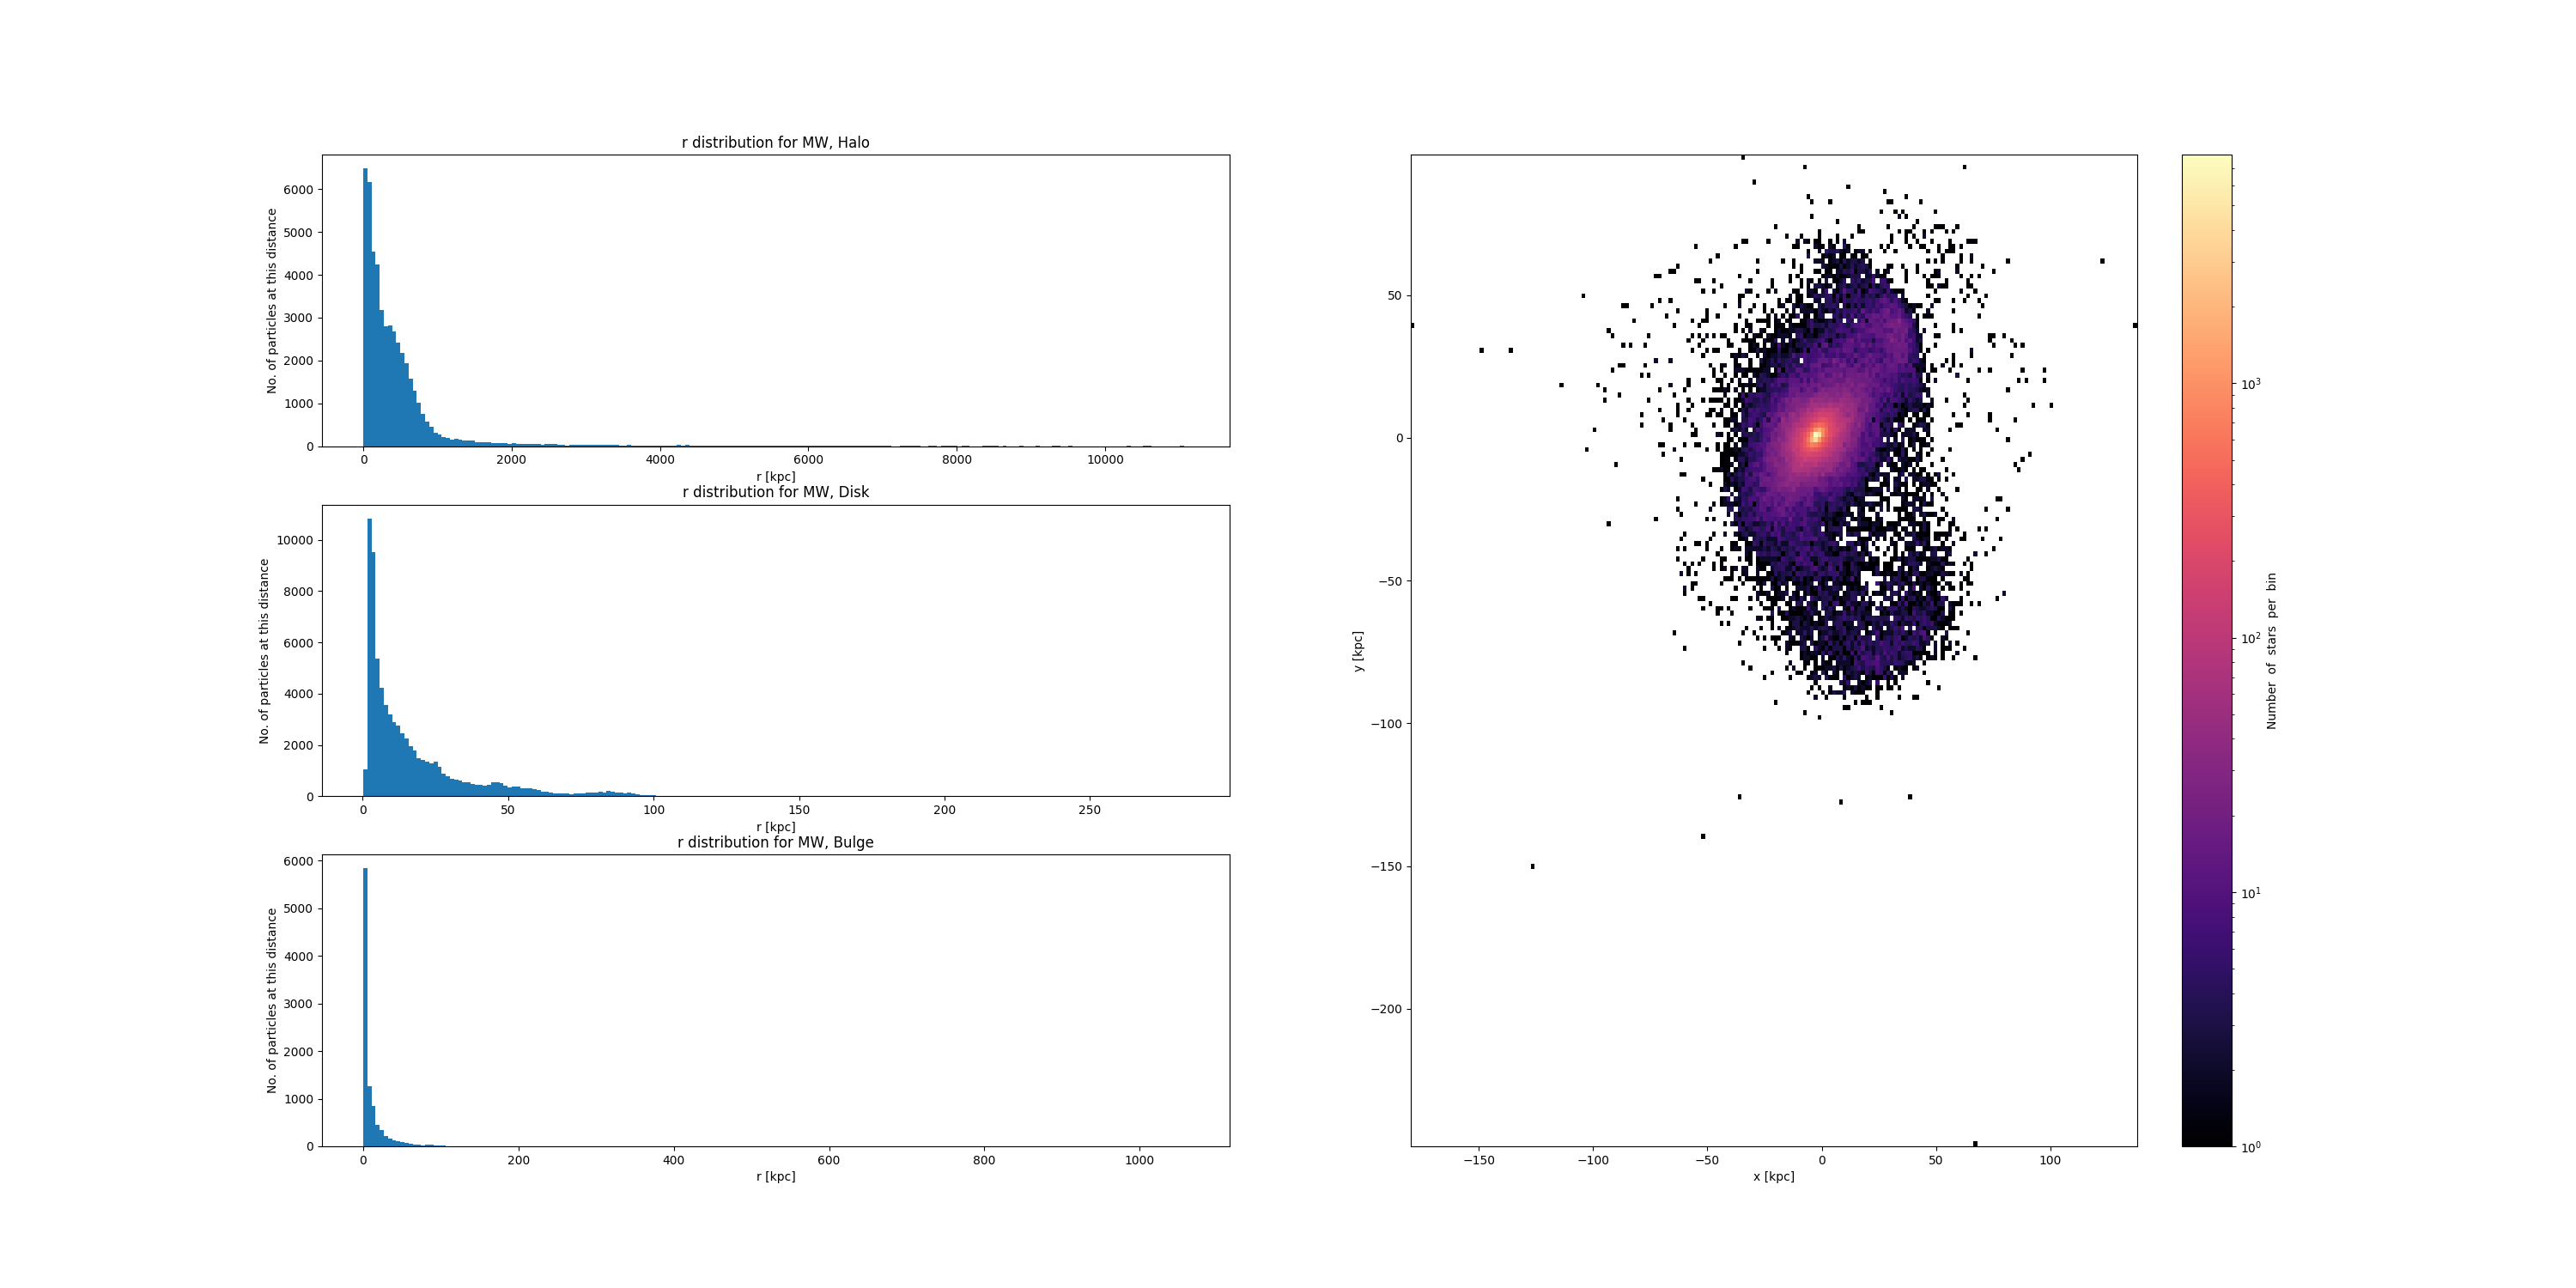 r distribution for MW, Halo
No. of particles at this distance
6000
5000
4000
3000
2000
1000
0
0 2000 4000 6000 8000 10000
r [kpc]
r distribution for MW, Disk
No. of particles at this distance
10000
8000
6000
4000
2000
0
0 50 100 150 200 250
r [kpc]
r distribution for MW, Bulge
No. of particles at this distance
6000
5000
4000
3000
2000
1000
0
0 200 400 600 800 1000
r [kpc]
y [kpc]
50
0
−50
−100
−150
−200
−150 −100 −50 0 50 100
x [kpc]
10³
10²
10¹
10⁰
Number of stars per bin